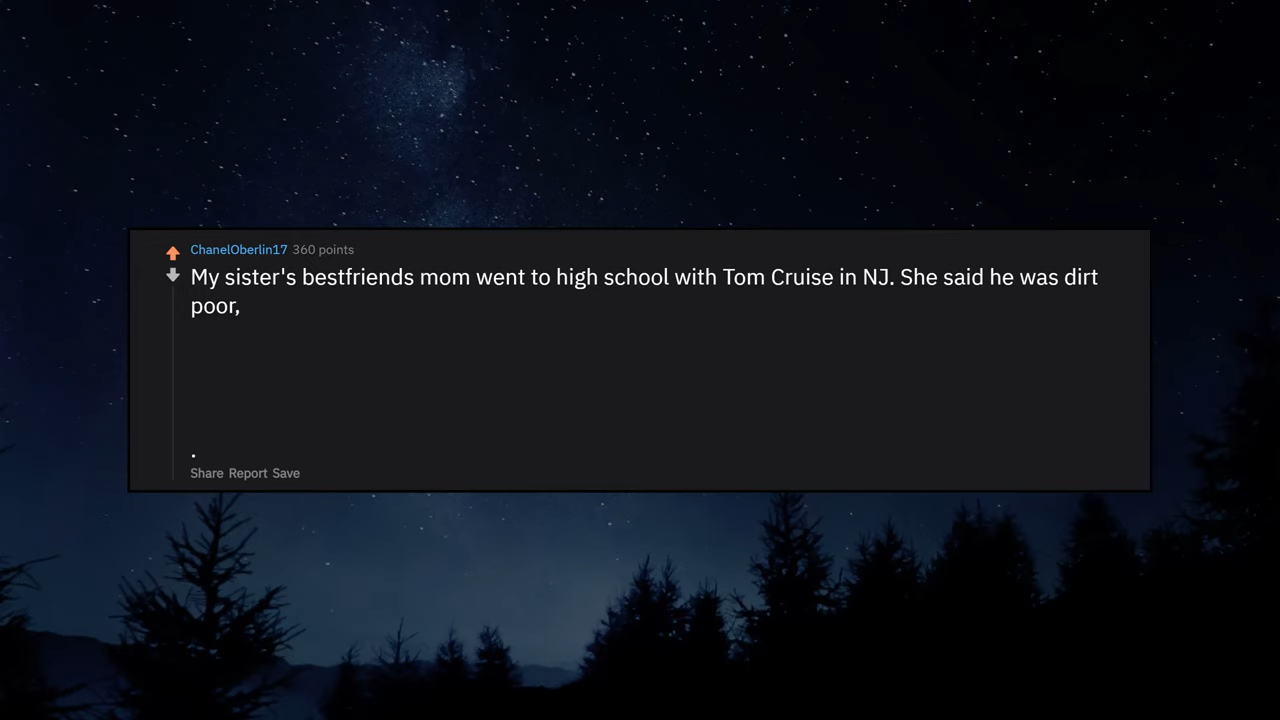 ChanelOberlin17 360 points
My sister's bestfriends mom went to high school with Tom Cruise in NJ. She said he was dirt
poor,
.
Share Report Save